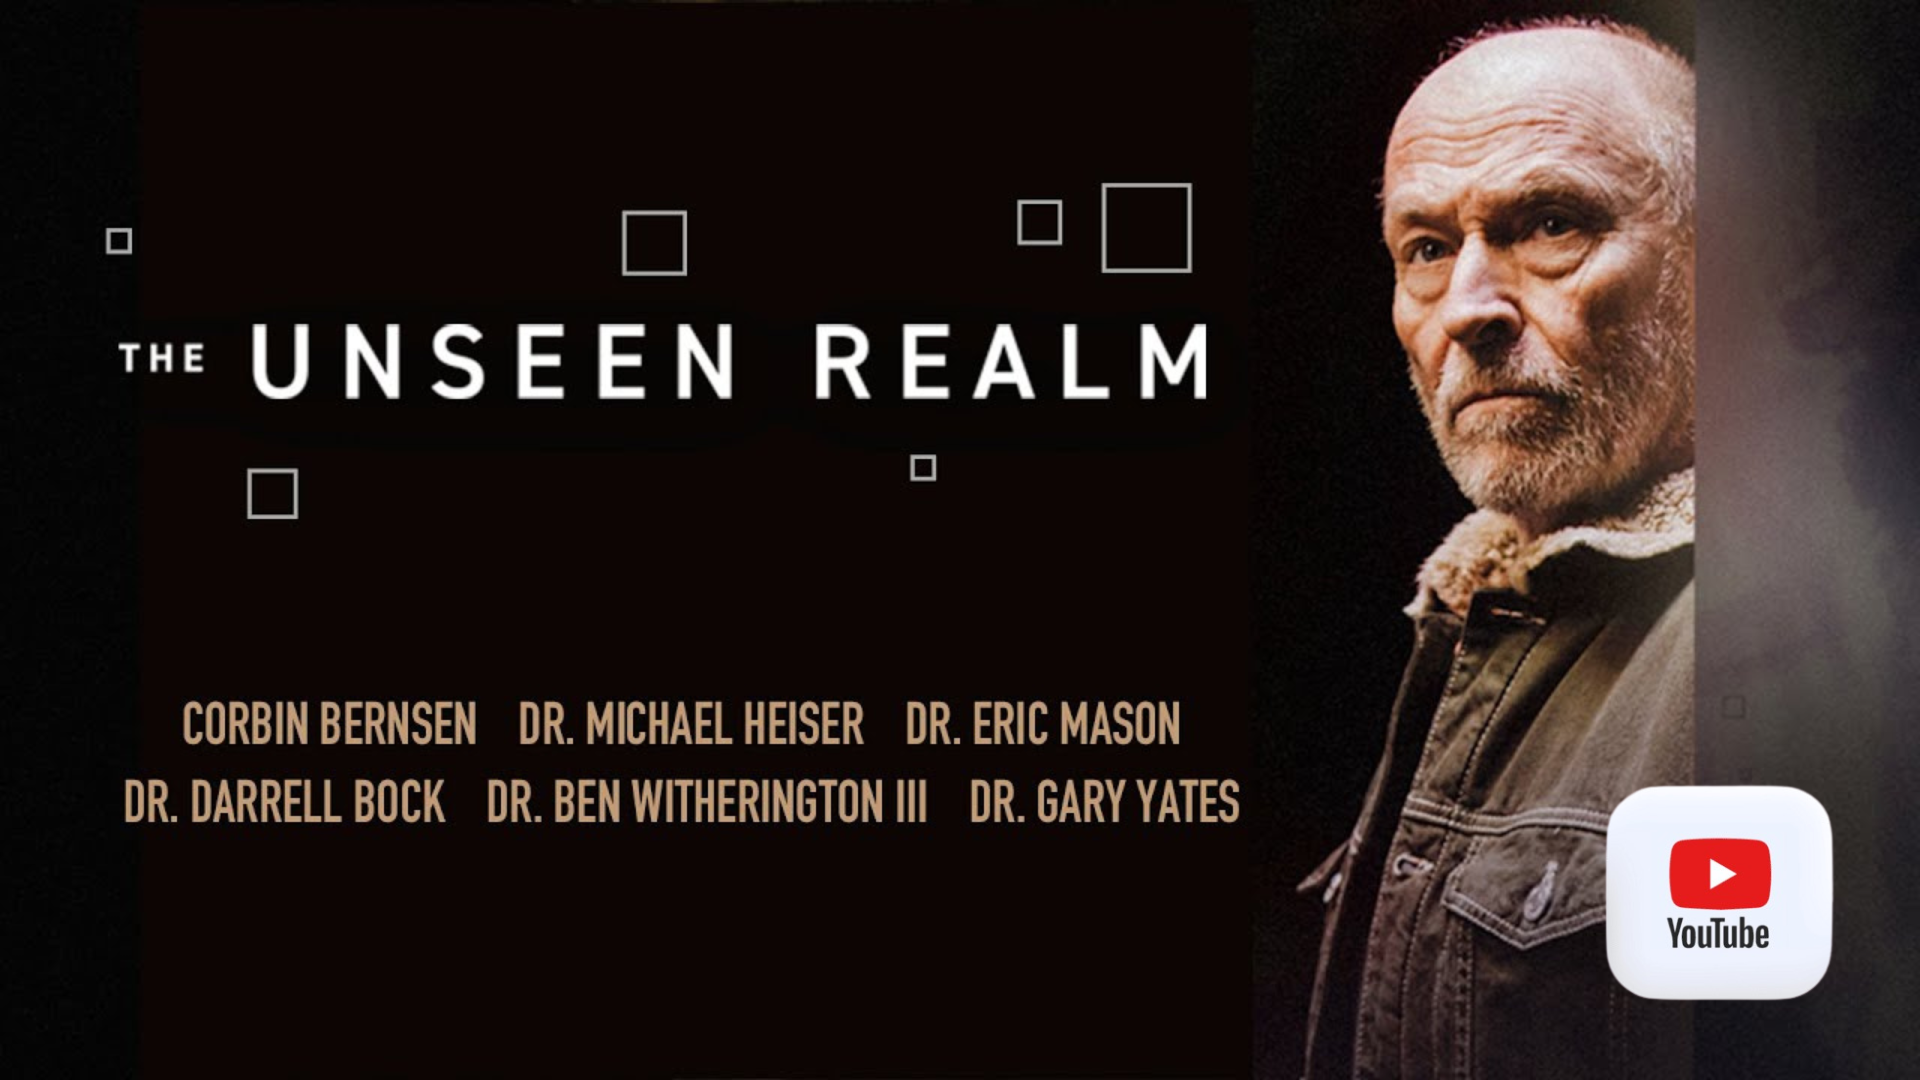 THE UNSEEN REALM
CORBIN BERNSEN DR. MICHAEL HEISER DR. ERIC MASON
DR. DARRELL BOCK DR. BEN WITHERINGTON III DR. GARY YATES
YouTube